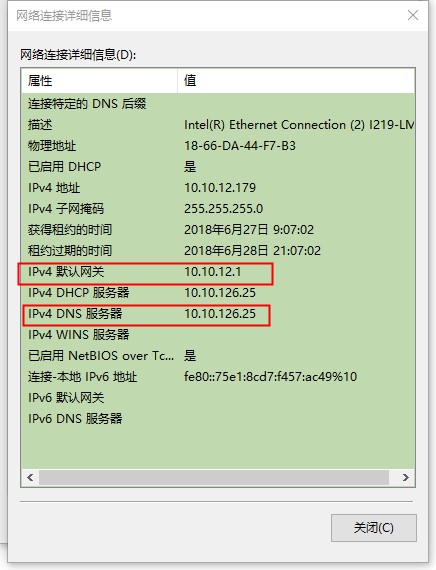 网络连接详细信息
网络连接详细信息(D):
属性 值
连接特定的 DNS 后缀
描述 Intel(R) Ethernet Connection (2) I219-LM
物理地址 18-66-DA-44-F7-B3
已启用 DHCP 是
IPv4 地址 10.10.12.179
IPv4 子网掩码 255.255.255.0
获得租约的时间 2018年6月27日 9:07:02
租约过期的时间 2018年6月28日 21:07:02
IPv4 默认网关 10.10.12.1
IPv4 DHCP 服务器 10.10.126.25
IPv4 DNS 服务器 10.10.126.25
IPv4 WINS 服务器
已启用 NetBIOS over Tc... 是
连接-本地 IPv6 地址 fe80::75e1:8cd7:f457:ac49%10
IPv6 默认网关
IPv6 DNS 服务器
关闭(C)